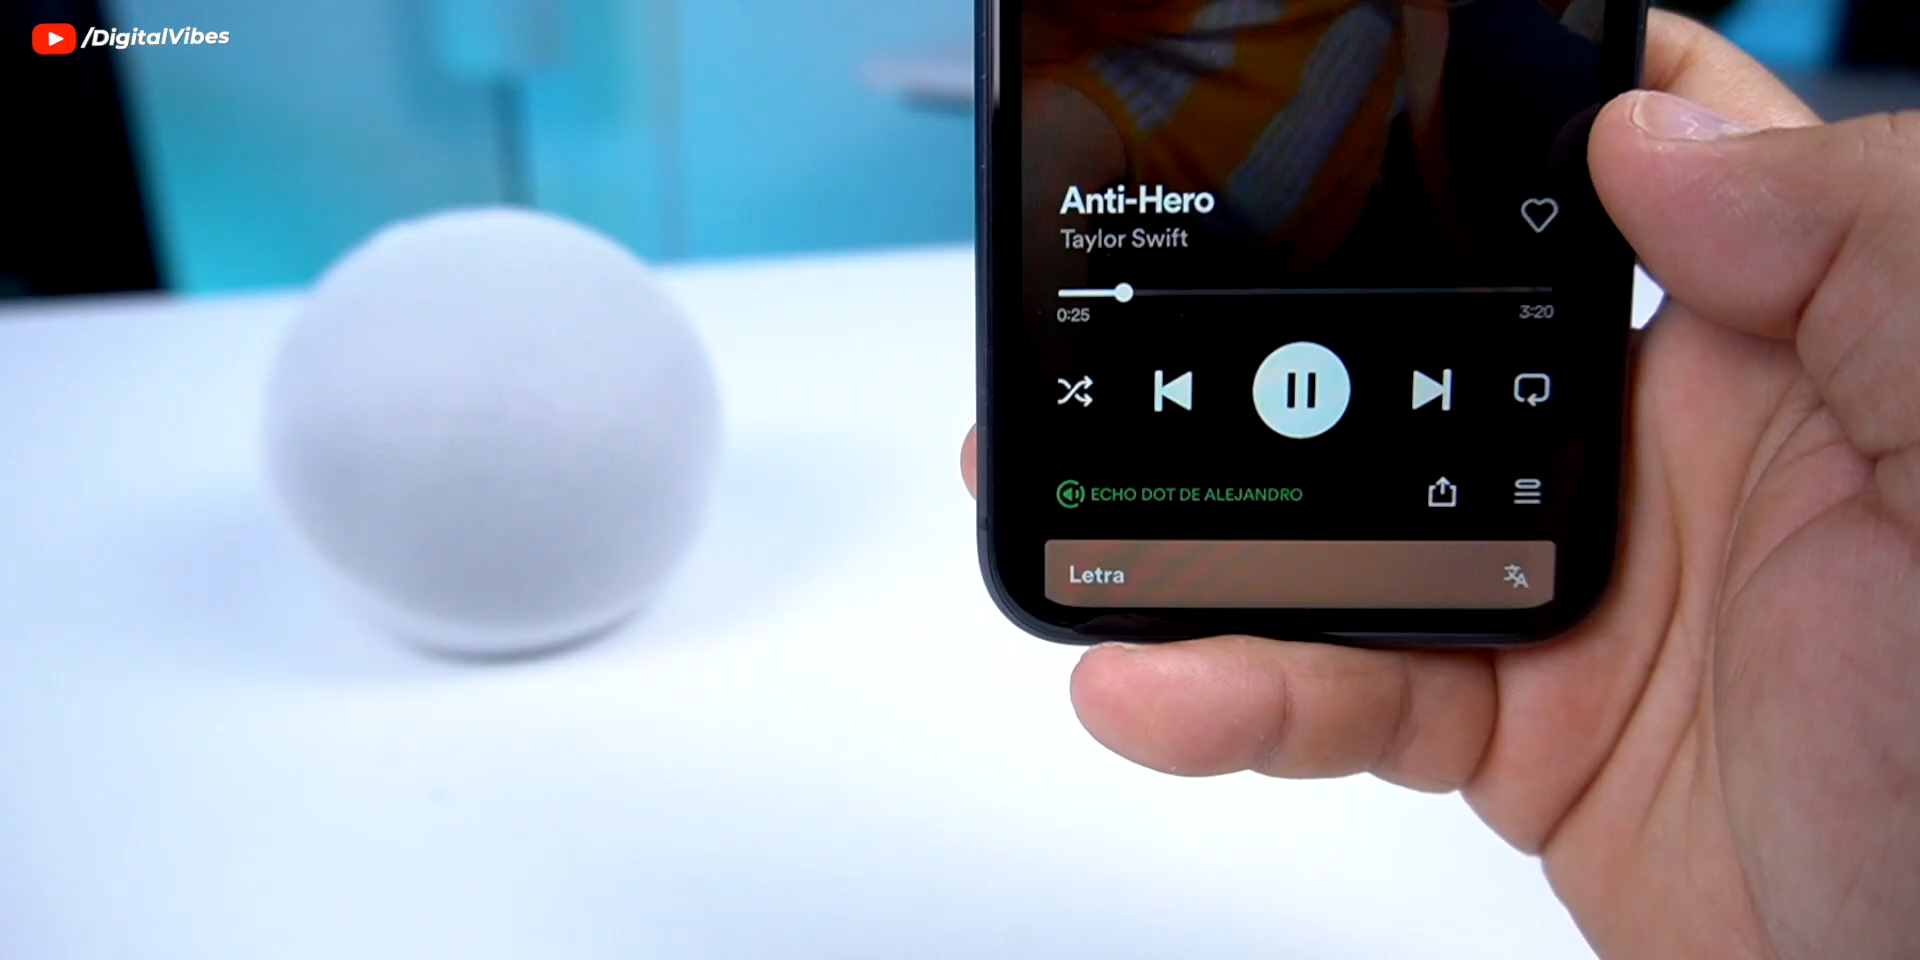 /DigitalVibes
Anti-Hero
Taylor Swift
0:25
3:20
ECHO DOT DE ALEJANDRO
Letra